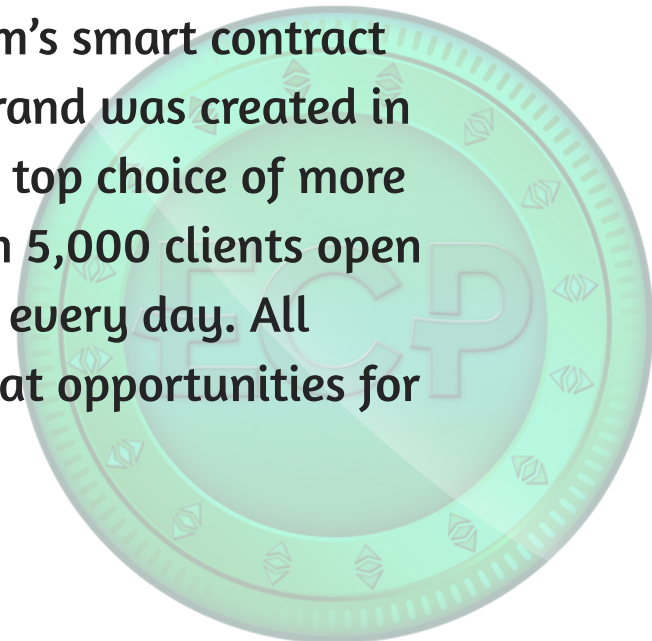 m’s smart contract
rand was created in
top choice of more
n 5,000 clients open
every day. All
at opportunities for
ECP